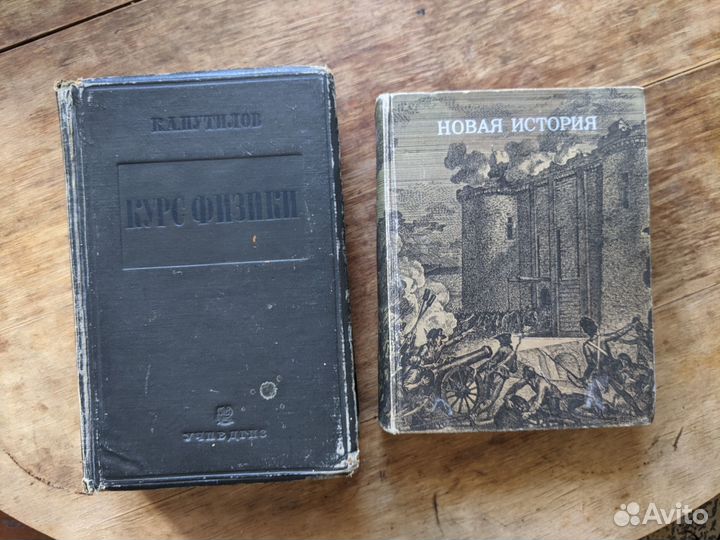 К.А.ПУТИЛОВ
КУРС ФИЗИКИ
УЧПЕДГИЗ
НОВАЯ ИСТОРИЯ
Avito